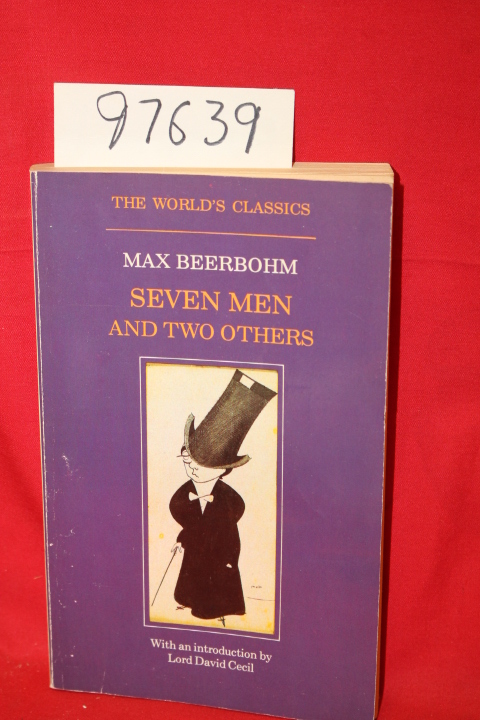 97639
THE WORLD'S CLASSICS
MAX BEERBOHM
SEVEN MEN
AND TWO OTHERS
With an introduction by
Lord David Cecil